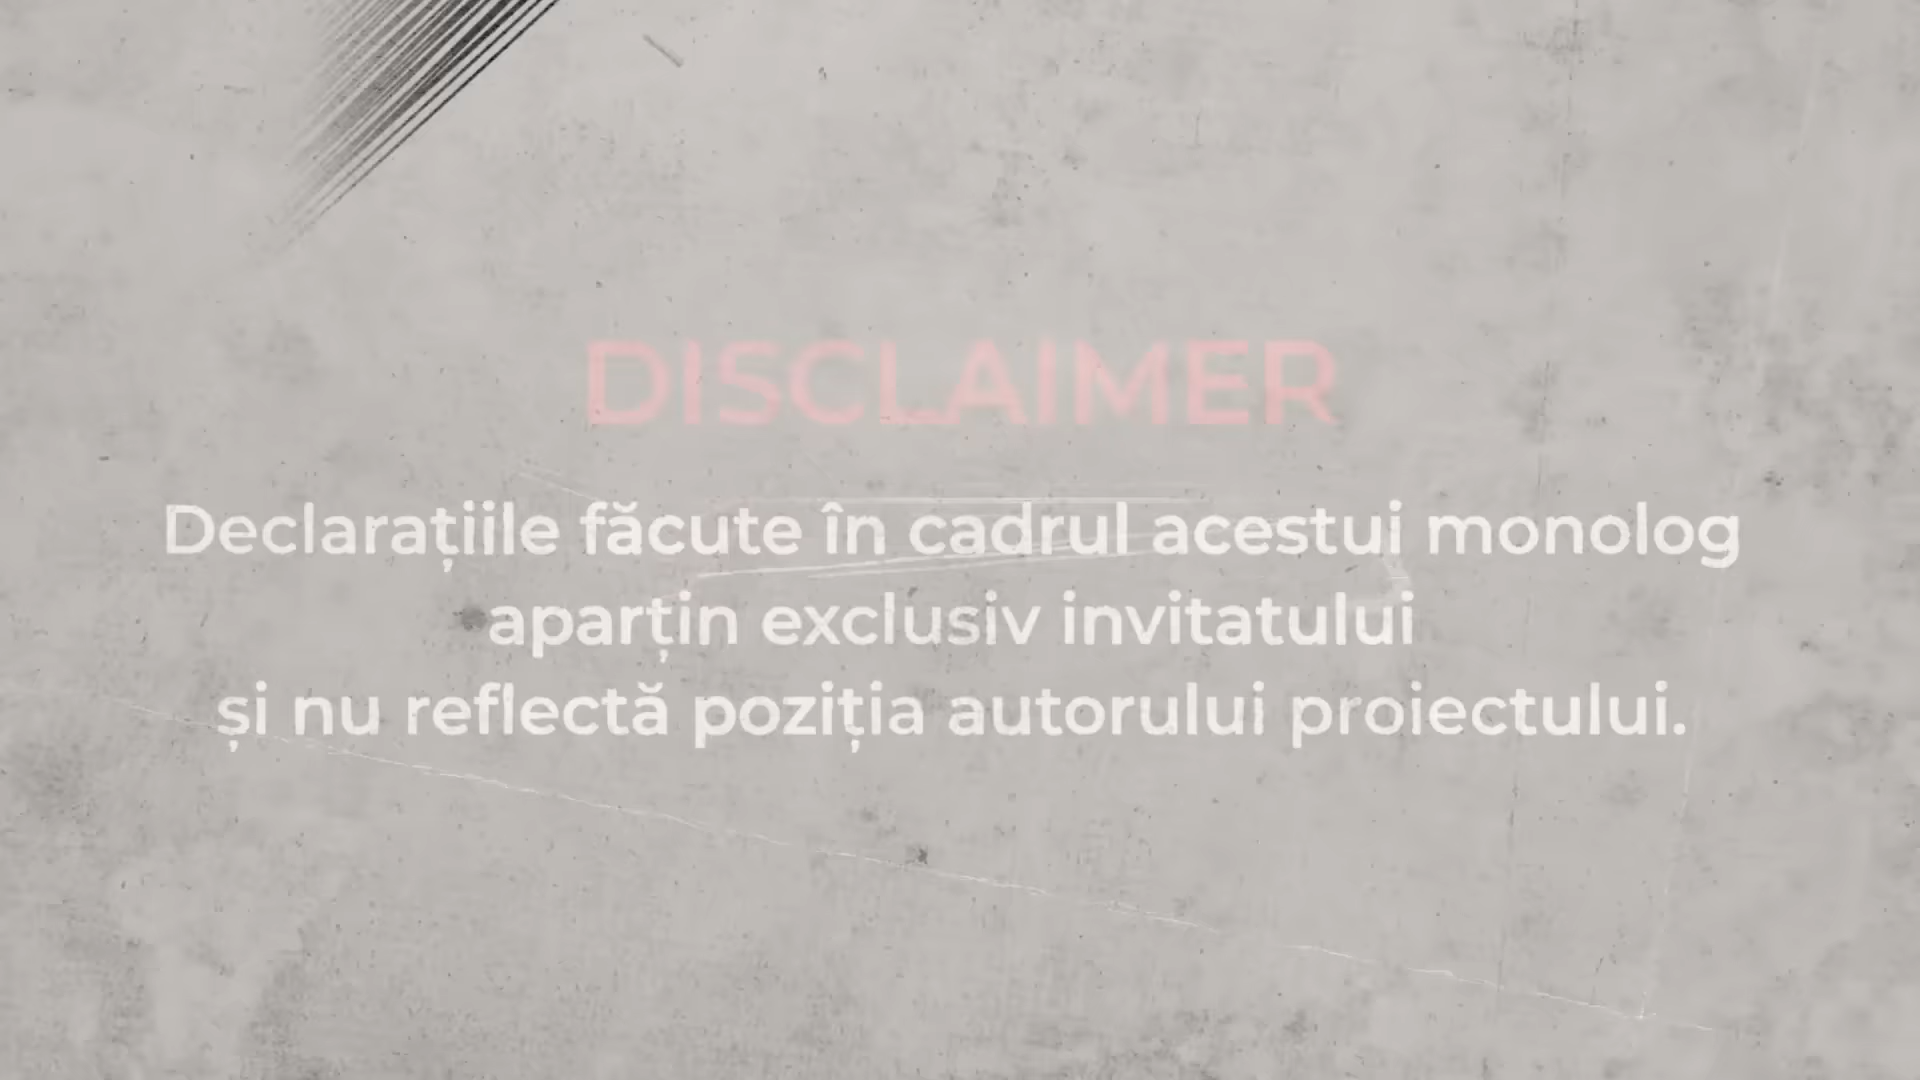 DISCLAIMER
Declarațiile făcute în cadrul acestui monolog
aparțin exclusiv invitatului
și nu reflectă poziția autorului proiectului.